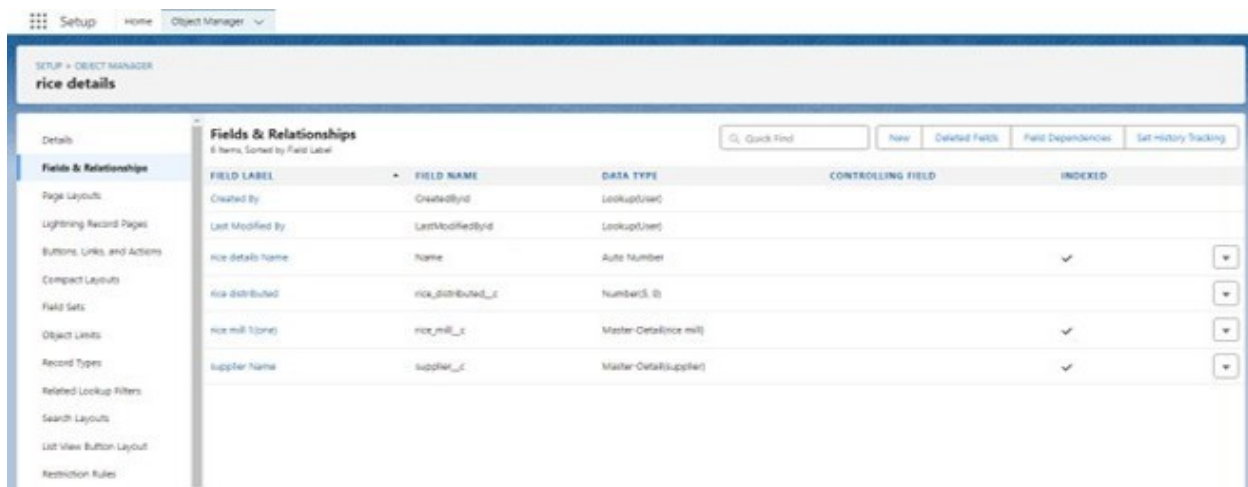 Setup Home Object Manager
SETUP > OBJECT MANAGER
rice details
Details
Fields & Relationships
Page Layouts
Lightning Record Pages
Buttons, Links, and Actions
Compact Layouts
Field Sets
Object Limits
Record Types
Related Lookup Filters
Search Layouts
List View Button Layout
Restriction Rules
Fields & Relationships
6 Items, Sorted by Field Label
Quick Find New Deleted Fields Field Dependencies Set History Tracking
FIELD LABEL FIELD NAME DATA TYPE CONTROLLING FIELD INDEXED
Created By CreatedById Lookup(User)
Last Modified By LastModifiedById Lookup(User)
rice details Name Name Auto Number
rice distributed rice_distributed__c Number(5, 0)
rice mill 1(one) rice_mill__c Master-Detail(rice mill)
supplier Name supplier__c Master-Detail(supplier)